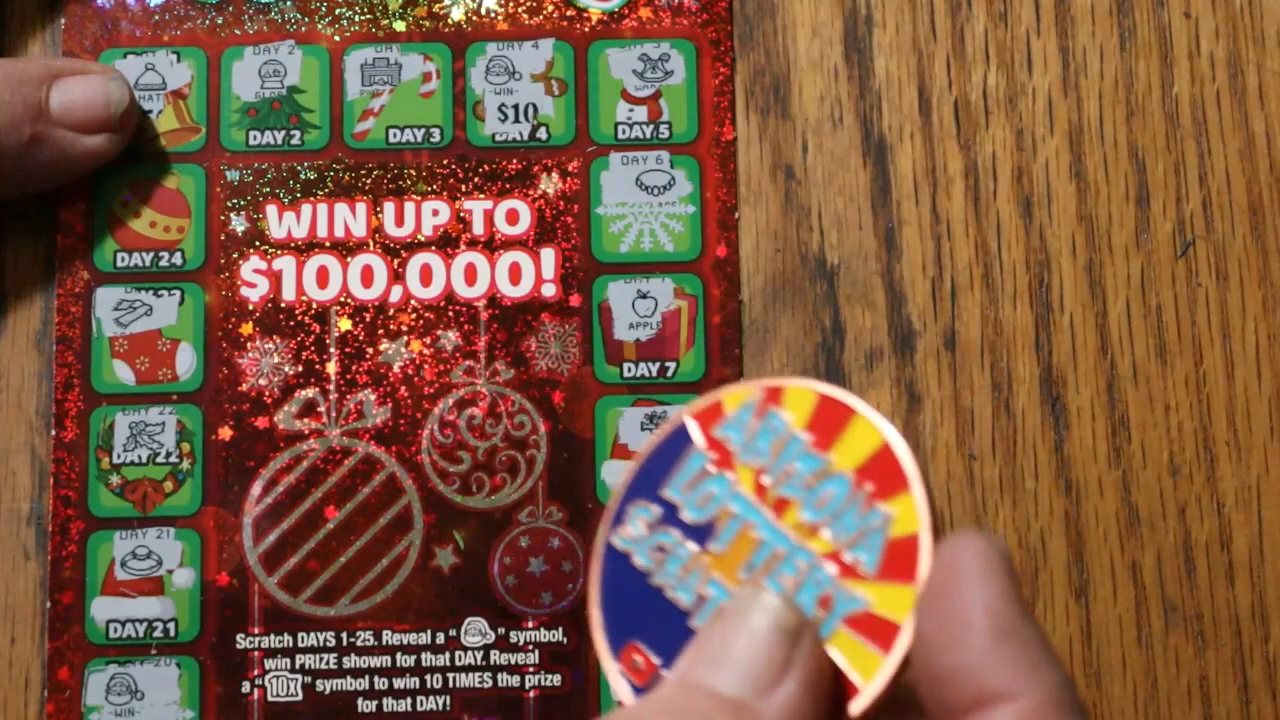 DAY 2
DAY 4
HAT
-WIN-
$10
DAY 2
DAY 3
DAY 4
DAY 5
DAY 6
WIN UP TO
$100,000!
DAY 24
APPLE
DAY 7
DAY 22
DAY 22
DAY 21
DAY 21
ARIZONA
LOTTERY
Scratch DAYS 1-25. Reveal a " " symbol,
win PRIZE shown for that DAY. Reveal
a "10X" symbol to win 10 TIMES the prize
for that DAY!
-WIN-